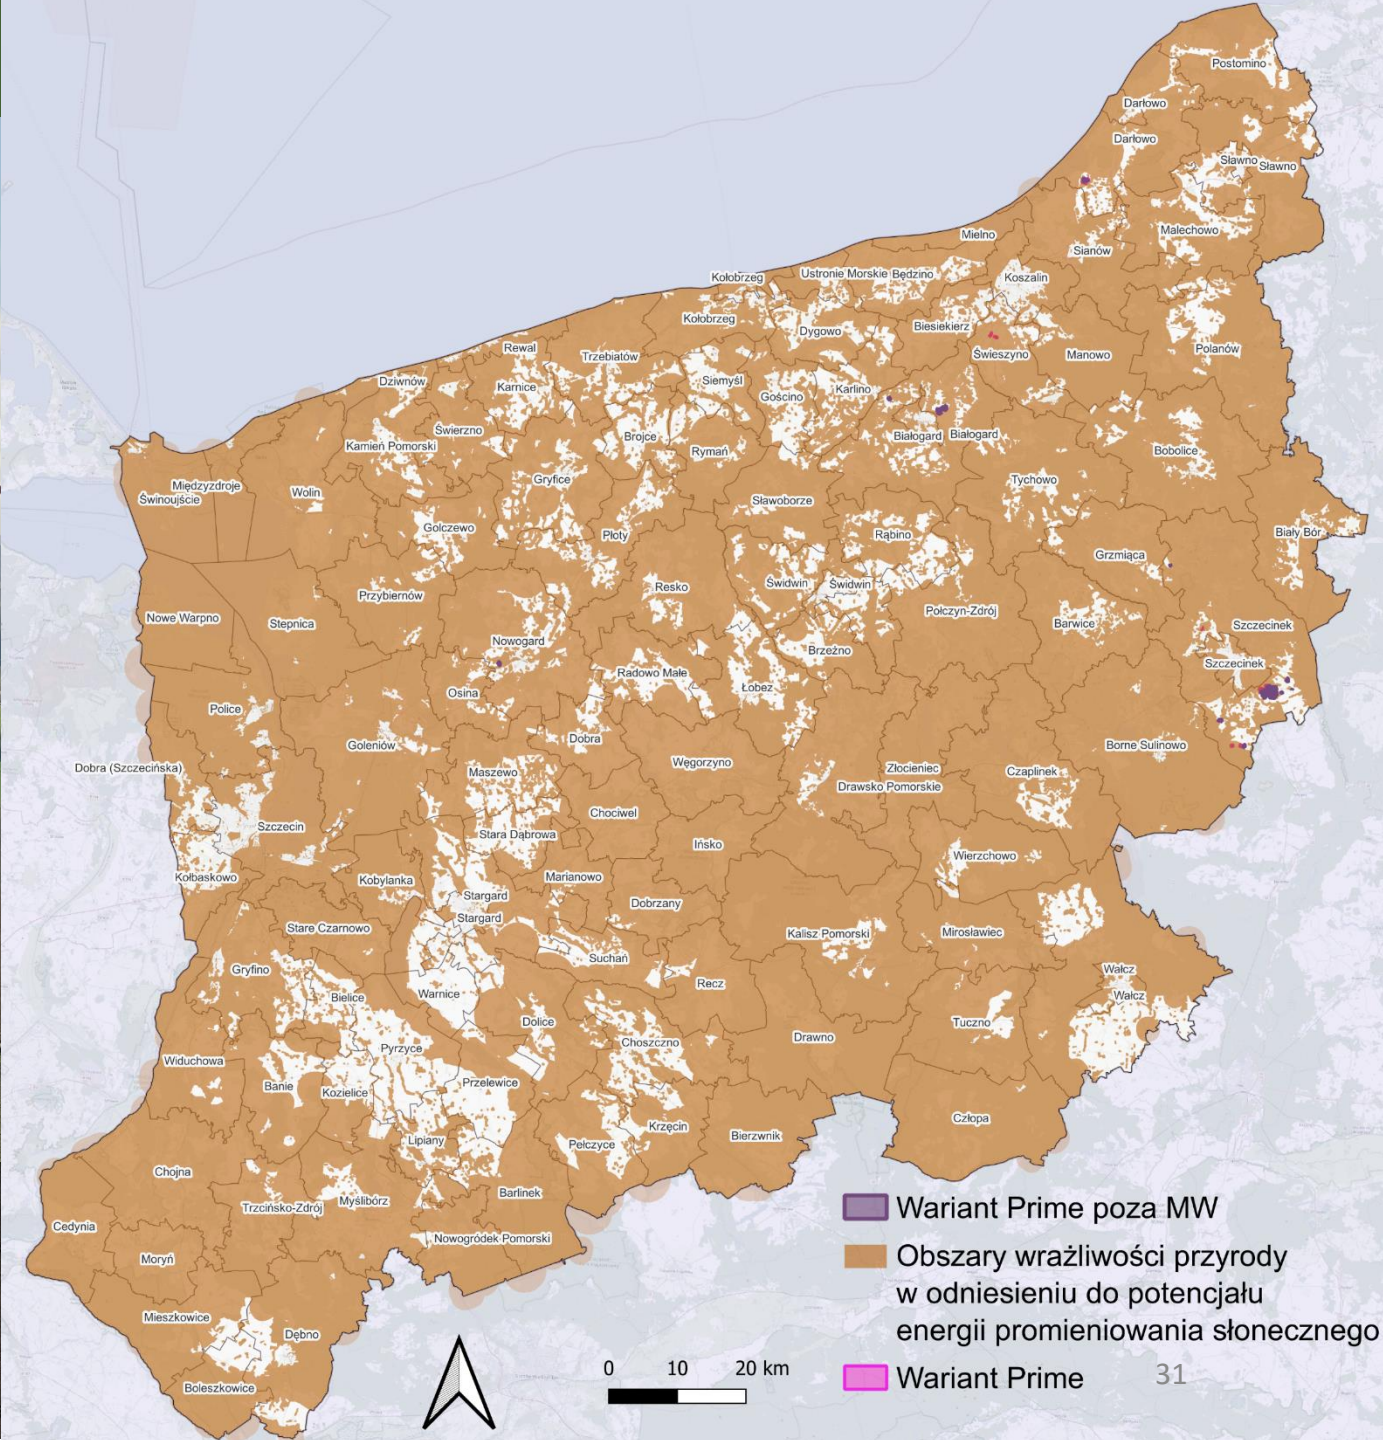 Postomino
Darłowo
Darłowo
Sławno
Sławno
Malechowo
Mielno
Sianów
Kołobrzeg
Ustronie Morskie
Będzino
Koszalin
Kołobrzeg
Dygowo
Biesiekierz
Świeszyno
Manowo
Polanów
Rewal
Trzebiatów
Dziwnów
Karnice
Siemyśl
Gościno
Karlino
Świerzno
Kamień Pomorski
Brojce
Rymań
Białogard
Białogard
Bobolice
Międzyzdroje
Świnoujście
Wolin
Gryfice
Sławoborze
Tychowo
Golczewo
Płoty
Rąbino
Biały Bór
Grzmiąca
Przybiernów
Resko
Świdwin
Świdwin
Połczyn-Zdrój
Nowe Warpno
Stepnica
Barwice
Szczecinek
Nowogard
Brzeżno
Szczecinek
Osina
Radowo Małe
Łobez
Police
Goleniów
Dobra
Borne Sulinowo
Dobra (Szczecińska)
Maszewo
Węgorzyno
Złocieniec
Czaplinek
Drawsko Pomorskie
Chociwel
Szczecin
Stara Dąbrowa
Ińsko
Wierzchowo
Kołbaskowo
Kobylanka
Marianowo
Stargard
Dobrzany
Stargard
Stare Czarnowo
Kalisz Pomorski
Mirosławiec
Suchań
Gryfino
Wałcz
Recz
Warnice
Bielice
Wałcz
Dolice
Tuczno
Drawno
Choszczno
Pyrzyce
Widuchowa
Banie
Kozielice
Przelewice
Człopa
Krzęcin
Bierzwnik
Lipiany
Pełczyce
Chojna
Barlinek
Myślibórz
Trzcińsko-Zdrój
Cedynia
Nowogródek Pomorski
Moryń
Mieszkowice
Dębno
Boleszkowice
Wariant Prime poza MW
Obszary wrażliwości przyrody
w odniesieniu do potencjału
energii promieniowania słonecznego
Wariant Prime
31
0 10 20 km